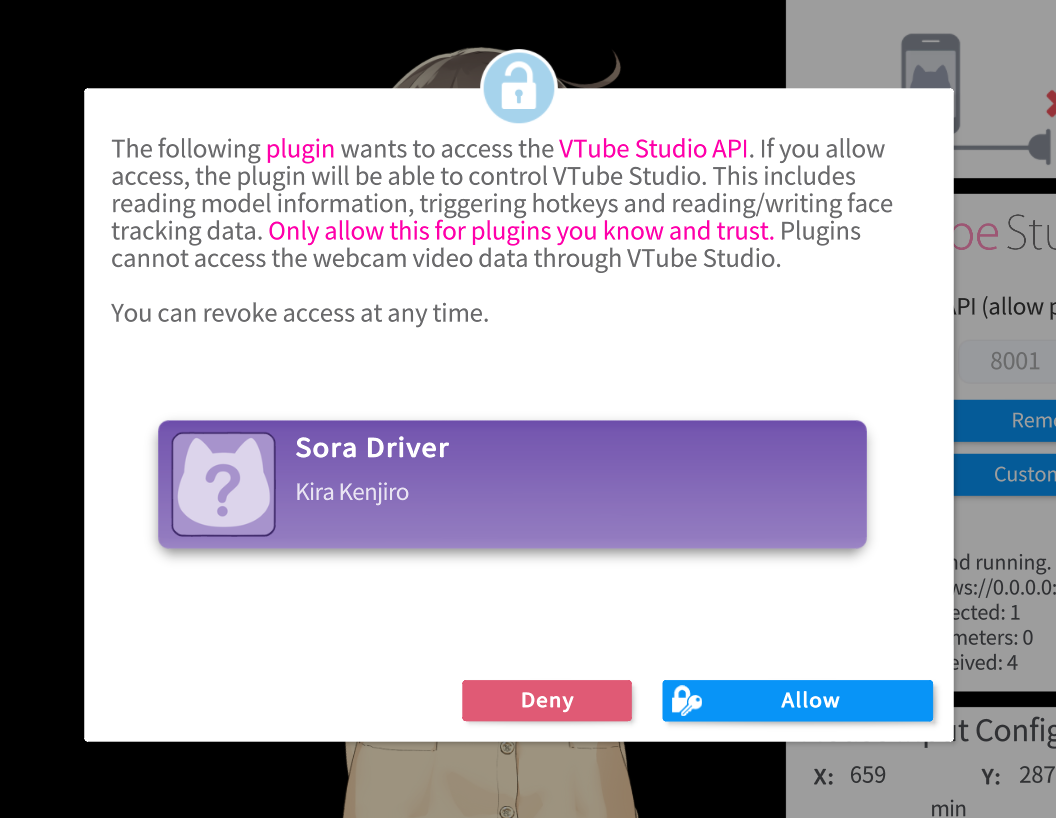 The following plugin wants to access the VTube Studio API. If you allow
access, the plugin will be able to control VTube Studio. This includes
reading model information, triggering hotkeys and reading/writing face
tracking data. Only allow this for plugins you know and trust. Plugins
cannot access the webcam video data through VTube Studio.
You can revoke access at any time.
Sora Driver
Kira Kenjiro
?
Deny
Allow
be Stu
API (allow p
8001
Remo
Custom
nd running.
ws://0.0.0.0:
ected: 1
meters: 0
eived: 4
ut Config
X: 659
Y: 287
min